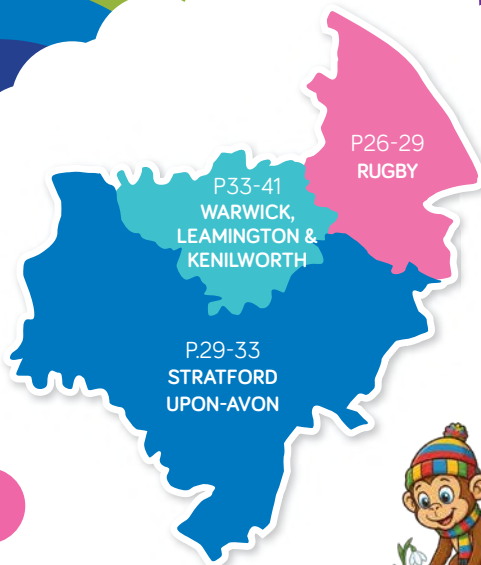 P26-29
RUGBY
P33-41
WARWICK,
LEAMINGTON &
KENILWORTH
P.29-33
STRATFORD
UPON-AVON